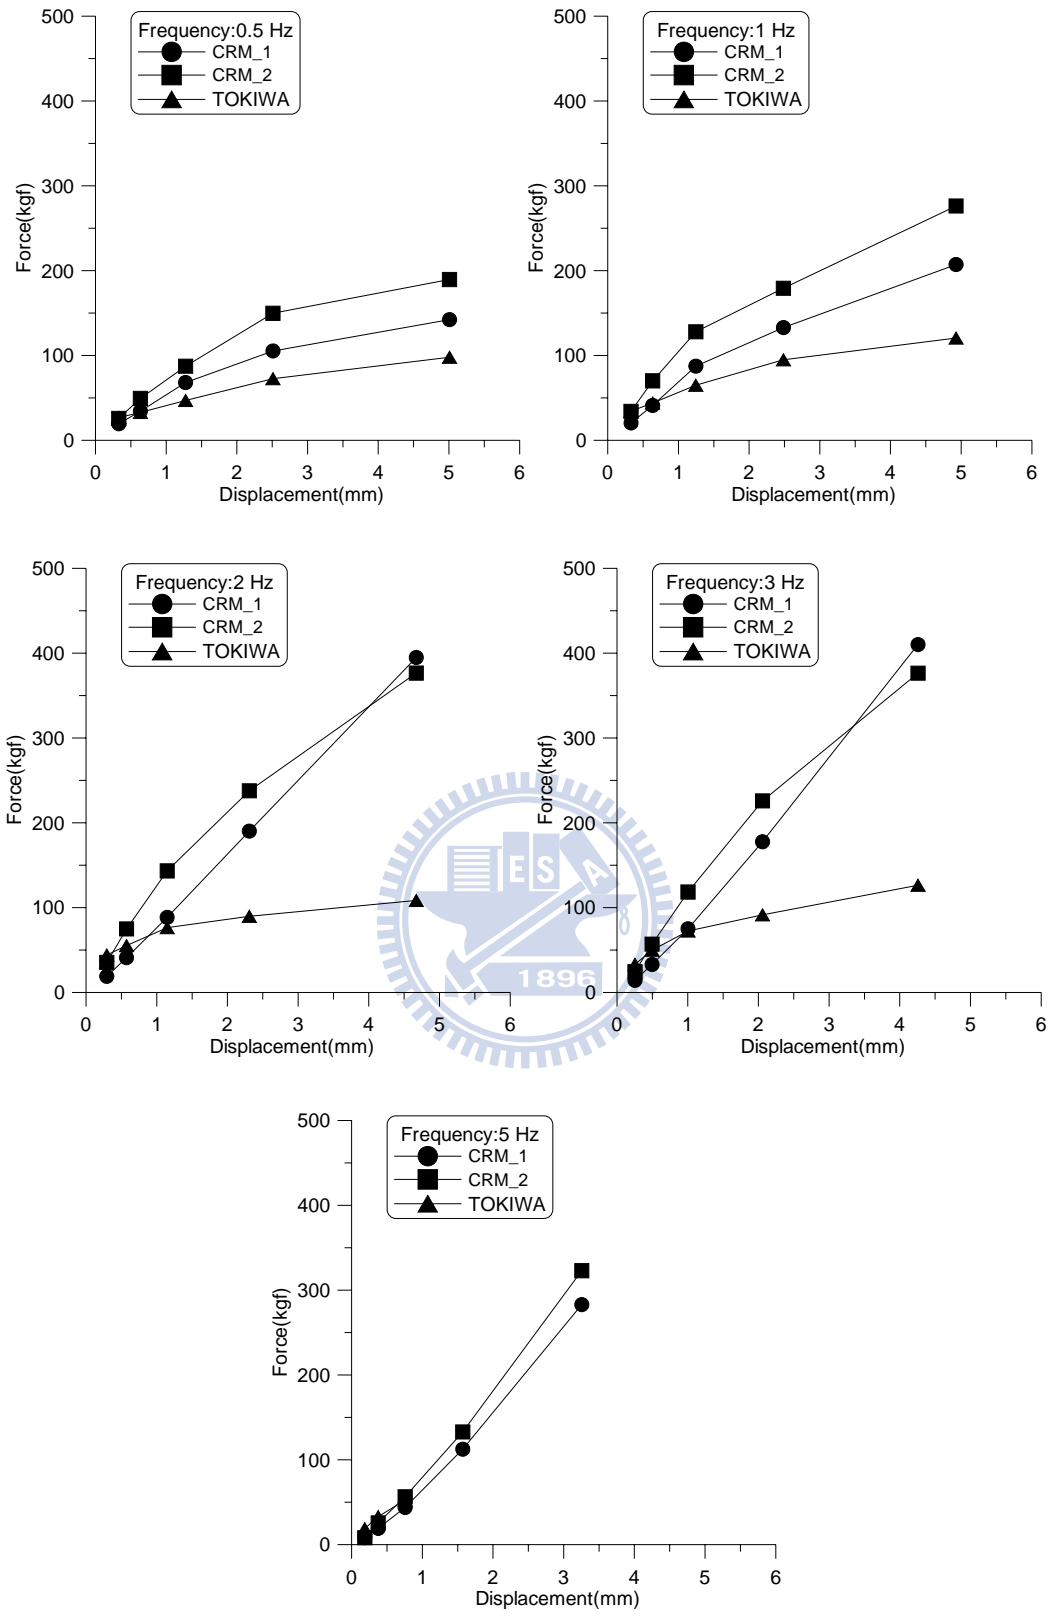 Frequency:0.5 Hz
CRM_1
CRM_2
TOKIWA
500
400
300
200
100
0
Force(kgf)
0 1 2 3 4 5 6
Displacement(mm)
Frequency:1 Hz
CRM_1
CRM_2
TOKIWA
500
400
300
200
100
0
Force(kgf)
0 1 2 3 4 5 6
Displacement(mm)
Frequency:2 Hz
CRM_1
CRM_2
TOKIWA
500
400
300
200
100
0
Force(kgf)
0 1 2 3 4 5 6
Displacement(mm)
Frequency:3 Hz
CRM_1
CRM_2
TOKIWA
500
400
300
200
100
0
Force(kgf)
0 1 2 3 4 5 6
Displacement(mm)
E S A
1896
Frequency:5 Hz
CRM_1
CRM_2
TOKIWA
500
400
300
200
100
0
Force(kgf)
0 1 2 3 4 5 6
Displacement(mm)